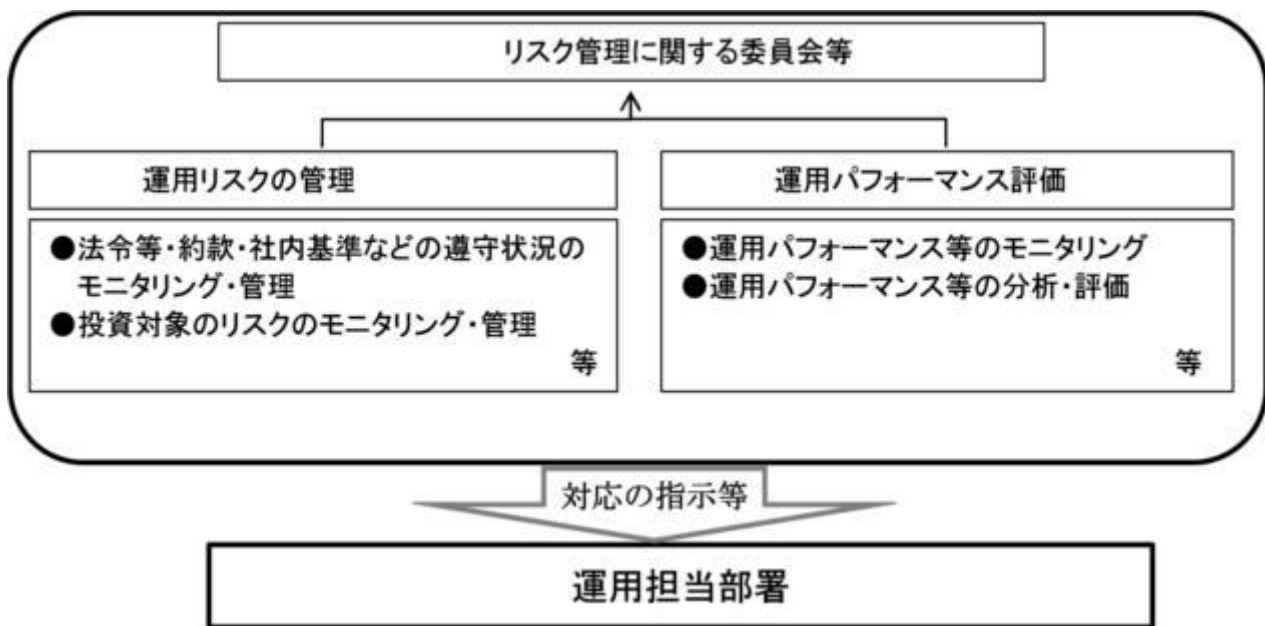 リスク管理に関する委員会等
運用リスクの管理
●法令等・約款・社内基準などの遵守状況の
モニタリング・管理
●投資対象のリスクのモニタリング・管理
等
運用パフォーマンス評価
●運用パフォーマンス等のモニタリング
●運用パフォーマンス等の分析・評価
等
対応の指示等
運用担当部署